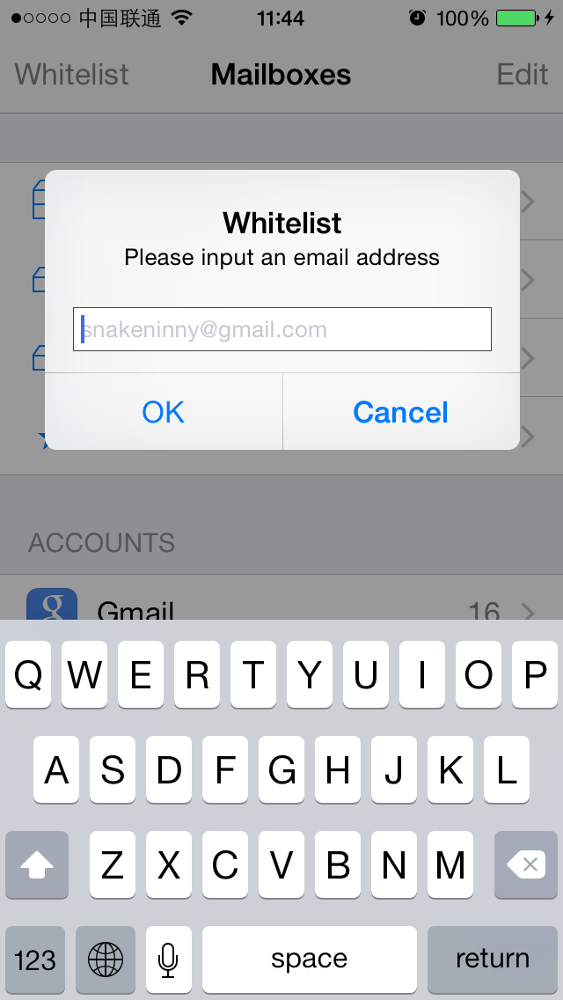 中国联通 11:44 100%
Whitelist Mailboxes Edit
Whitelist
Please input an email address
snakeninny@gmail.com
OK Cancel
ACCOUNTS
g Gmail 16
Q W E R T Y U I O P
A S D F G H J K L
Z X C V B N M
123 space return